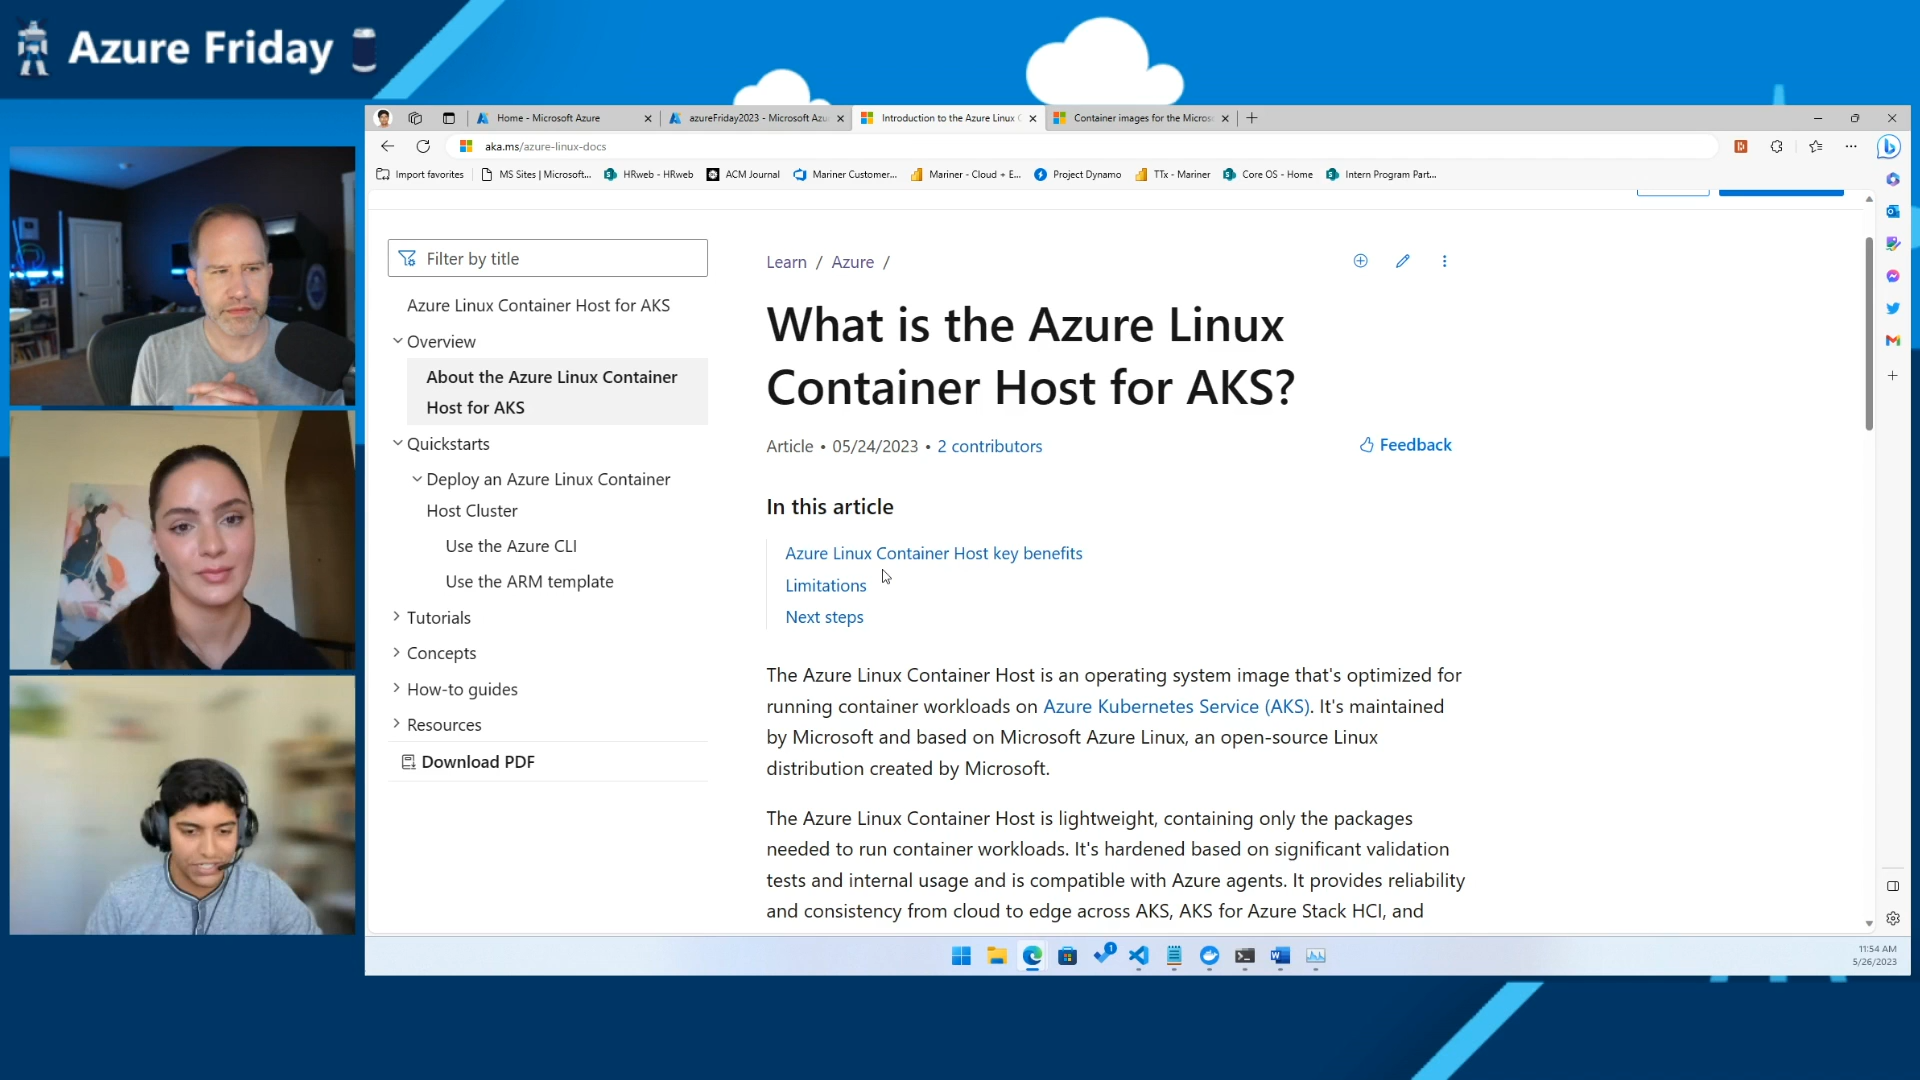 Azure Friday
Home - Microsoft Azure
azureFriday2023 - Microsoft Azu
Introduction to the Azure Linux C
Container images for the Micros
aka.ms/azure-linux-docs
Import favorites
MS Sites | Microsoft...
HRweb - HRweb
ACM Journal
Mariner Customer...
Mariner - Cloud + E...
Project Dynamo
TTx - Mariner
Core OS - Home
Intern Program Part...
Filter by title
Azure Linux Container Host for AKS
Overview
About the Azure Linux Container
Host for AKS
Quickstarts
Deploy an Azure Linux Container
Host Cluster
Use the Azure CLI
Use the ARM template
Tutorials
Concepts
How-to guides
Resources
Download PDF
Learn / Azure /
What is the Azure Linux
Container Host for AKS?
Article • 05/24/2023 • 2 contributors
Feedback
In this article
Azure Linux Container Host key benefits
Limitations
Next steps
The Azure Linux Container Host is an operating system image that's optimized for
running container workloads on Azure Kubernetes Service (AKS). It's maintained
by Microsoft and based on Microsoft Azure Linux, an open-source Linux
distribution created by Microsoft.
The Azure Linux Container Host is lightweight, containing only the packages
needed to run container workloads. It's hardened based on significant validation
tests and internal usage and is compatible with Azure agents. It provides reliability
and consistency from cloud to edge across AKS, AKS for Azure Stack HCI, and
1
11:54 AM
5/26/2023